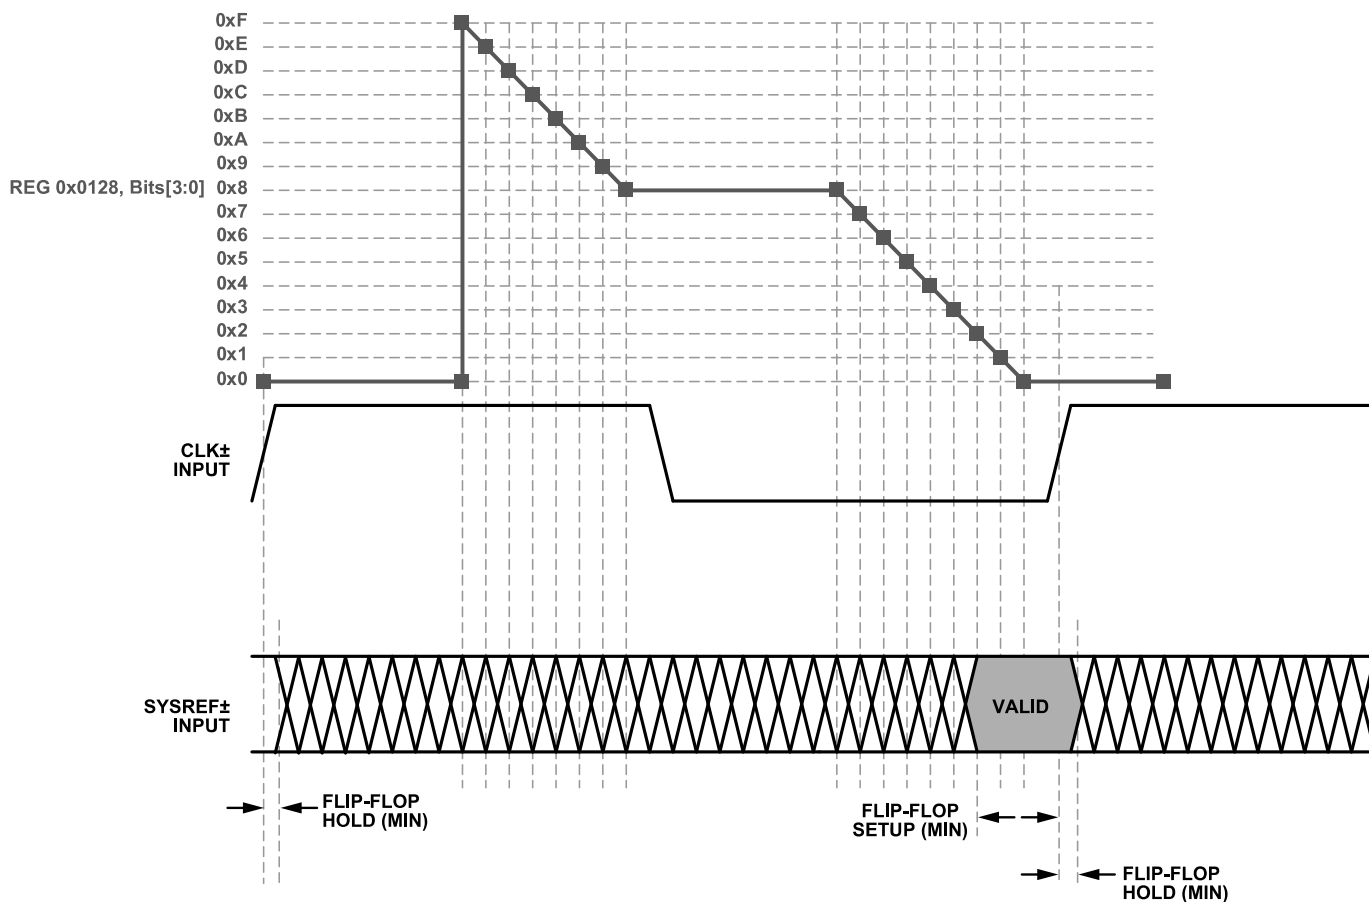 0xF
0xE
0xD
0xC
0xB
0xA
0x9
REG 0x0128, Bits[3:0] 0x8
0x7
0x6
0x5
0x4
0x3
0x2
0x1
0x0
CLK±
INPUT
SYSREF±
INPUT
VALID
FLIP-FLOP
HOLD (MIN)
FLIP-FLOP
SETUP (MIN)
FLIP-FLOP
HOLD (MIN)